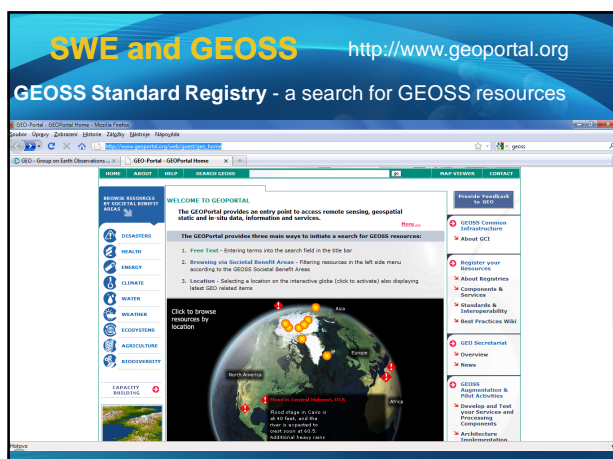 SWE and GEOSS
http://www.geoportal.org
GEOSS Standard Registry - a search for GEOSS resources
GEO-Portal - GEOPortal Home - Mozilla Firefox
Soubor Úpravy Zobrazení Historie Záložky Nástroje Nápověda
http://www.geoportal.org/web/guest/geo_home
geoss
GEO - Group on Earth Observations ...
GEO-Portal - GEOPortal Home
HOME ABOUT HELP SEARCH GEOSS
MAP VIEWER CONTACT
BROWSE RESOURCES
BY SOCIETAL BENEFIT
AREAS
DISASTERS
HEALTH
ENERGY
CLIMATE
WATER
WEATHER
ECOSYSTEMS
AGRICULTURE
BIODIVERSITY
CAPACITY
BUILDING
WELCOME TO GEOPORTAL
The GEOPortal provides an entry point to access remote sensing, geospatial
static and in-situ data, information and services.
More...
The GEOPortal provides three main ways to initiate a search for GEOSS resources:
1. Free Text - Entering terms into the search field in the title bar
2. Browsing via Societal Benefit Areas - Filtering resources in the left side menu
according to the GEOSS Societal Benefit Areas
3. Location - Selecting a location on the interactive globe (click to activate) also displaying
latest GEO related items
Click to browse
resources by
location
Asia
Europe
North America
Africa
Flood in Central Midwest, USA.
Flood stage in Cairo is
at 40 feet, and the
river is expected to
crest soon at 60.5.
Additional heavy rains
Provide Feedback
to GEO
GEOSS Common
Infrastructure
About GCI
Register your
Resources
About Registries
Components &
Services
Standards &
Interoperability
Best Practices Wiki
GEO Secretariat
Overview
News
GEOSS
Augmentation &
Pilot Activities
Develop and Test
your Services and
Processing
Components
Architecture
Implementation
Hotovo